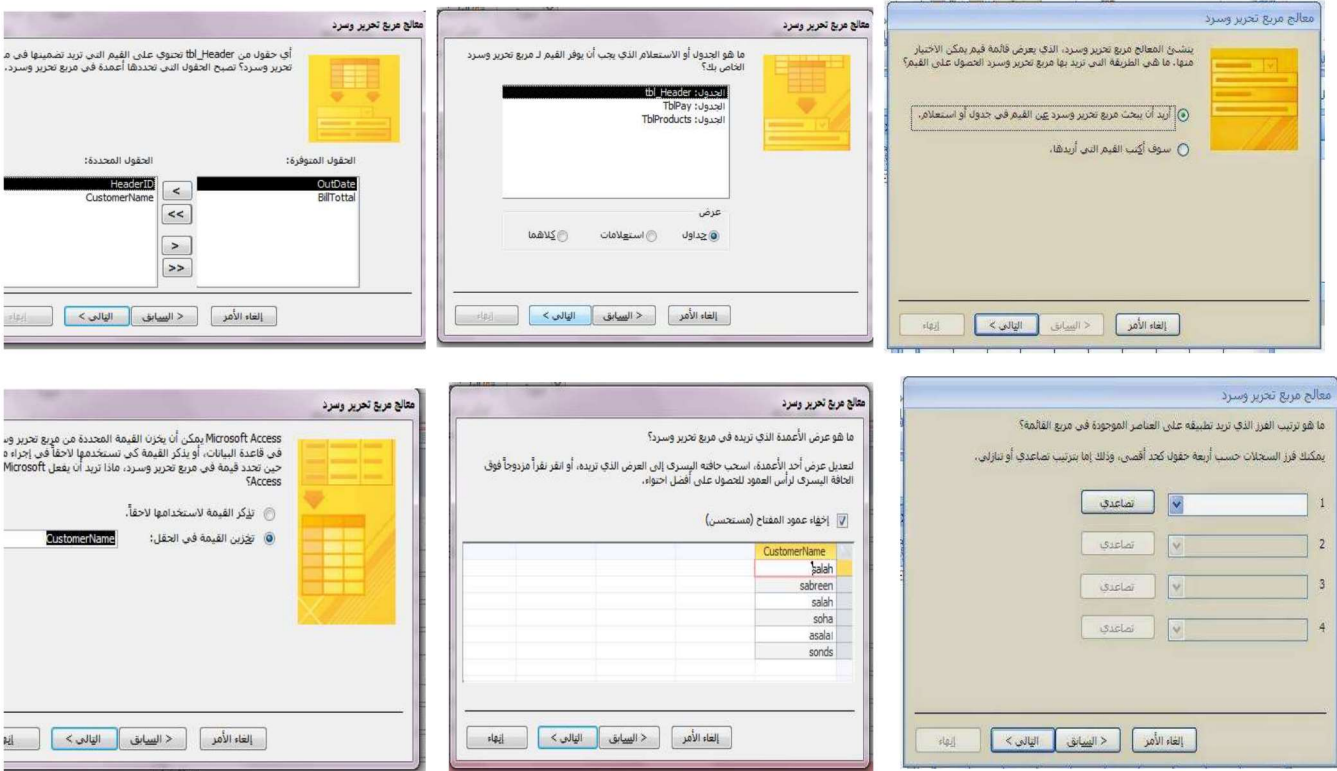 معالج مربع تحرير وسرد
ينشئ المعالج مربع تحرير وسرد، الذي يعرض قائمة قيم يمكن الاختيار
منها. ما هي الطريقة التي تريد بها مربع تحرير وسرد الحصول على القيم؟
أريد أن يبحث مربع تحرير وسرد عن القيم في جدول أو استعلام.
سوف أكتب القيم التي أريدها.
إلغاء الأمر
< السابق
التالي >
إنهاء
معالج مربع تحرير وسرد
ما هو الجدول أو الاستعلام الذي يجب أن يوفر القيم لـ مربع تحرير وسرد
الخاص بك؟
الجدول: tbl_Header
الجدول: TblPay
الجدول: TblProducts
عرض
جداول
استعلامات
كلاهما
إلغاء الأمر
< السابق
التالي >
إنهاء
معالج مربع تحرير وسرد
أي حقول من tbl_Header تحتوي على القيم التي تريد تضمينها في
تحرير وسرد؟ تصبح الحقول التي تحددها أعمدة في مربع تحرير وسرد.
الحقول المتوفرة:
الحقول المحددة:
OutDate
BillTottal
HeaderID
CustomerName
<
<<
>
>>
إلغاء الأمر
< السابق
التالي >
إنهاء
معالج مربع تحرير وسرد
ما هو ترتيب الفرز الذي تريد تطبيقه على العناصر الموجودة في مربع القائمة؟
يمكنك فرز السجلات حسب أربعة حقول كحد أقصى، وذلك إما بترتيب تصاعدي أو تنازلي.
1 تصاعدي
2 تصاعدي
3 تصاعدي
4 تصاعدي
إلغاء الأمر
< السابق
التالي >
إنهاء
معالج مربع تحرير وسرد
ما هو عرض الأعمدة الذي تريده في مربع تحرير وسرد؟
لتعديل عرض أحد الأعمدة، اسحب حافته اليسرى إلى العرض الذي تريده، أو انقر نقراً مزدوجاً فوق
الحافة اليسرى لرأس العمود للحصول على أفضل احتواء.
إخفاء عمود المفتاح (مستحسن)
CustomerName
salah
sabreen
salah
soha
asalal
sonds
إلغاء الأمر
< السابق
التالي >
إنهاء
معالج مربع تحرير وسرد
Microsoft Access يمكن أن يخزن القيمة المحددة من مربع تحرير
في قاعدة البيانات، أو يذكر القيمة كي تستخدمها لاحقاً في إجراء
حين تحدد قيمة في مربع تحرير وسرد، ماذا تريد أن يفعل Microsoft
Access؟
تذكر القيمة لاستخدامها لاحقاً.
تخزين القيمة في الحقل: CustomerName
إلغاء الأمر
< السابق
التالي >